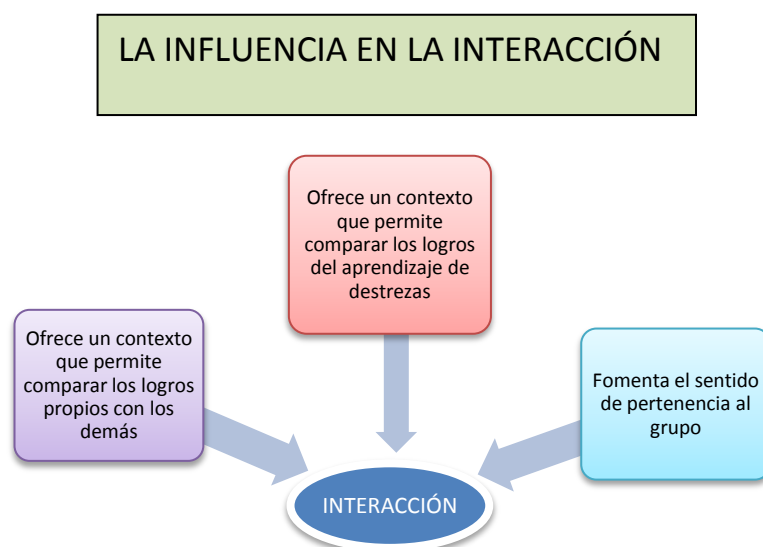 LA INFLUENCIA EN LA INTERACCIÓN
Ofrece un contexto
que permite
comparar los logros
del aprendizaje de
destrezas
Ofrece un contexto
que permite
comparar los logros
propios con los
demás
Fomenta el sentido
de pertenencia al
grupo
INTERACCIÓN